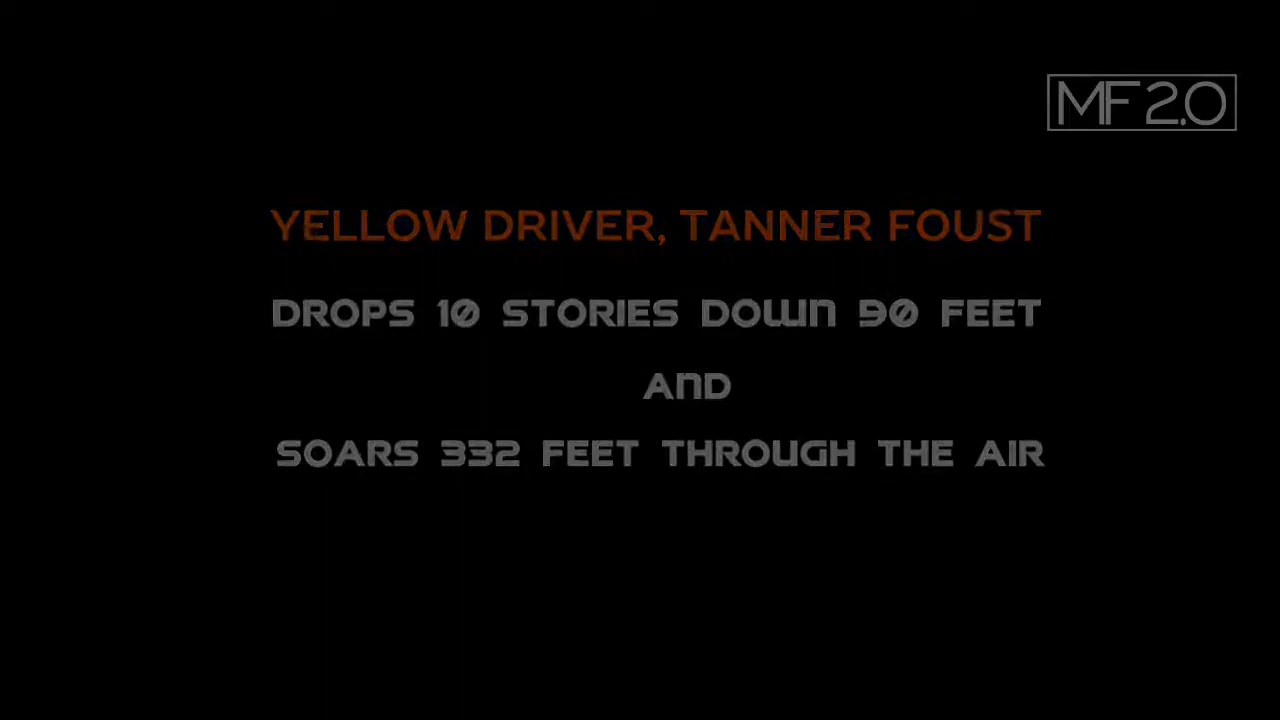 MF 2.0
YELLOW DRIVER, TANNER FOUST
DROPS 10 STORIES DOWN 90 FEET
AND
SOARS 332 FEET THROUGH THE AIR